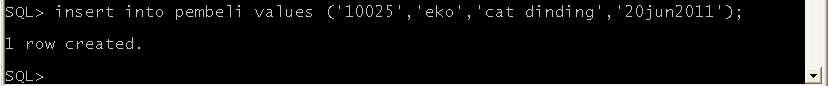 SQL> insert into pembeli values ('10025','eko','cat dinding','20jun2011');
1 row created.
SQL>